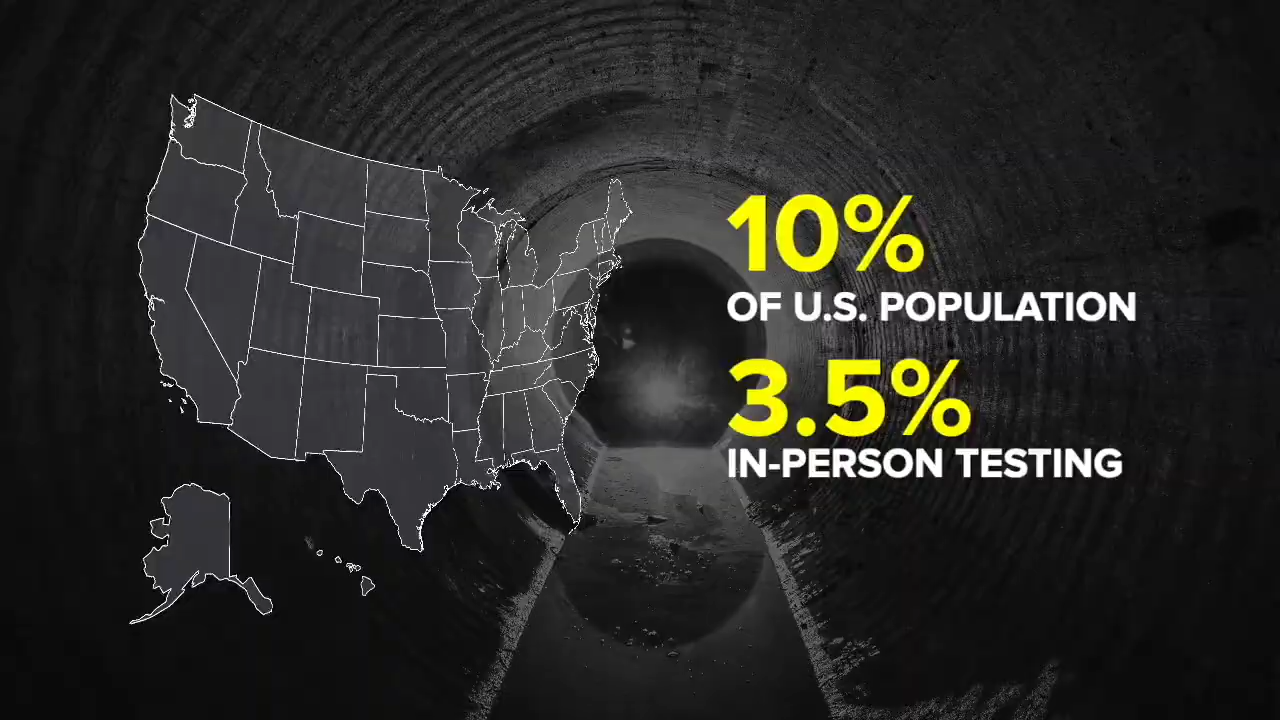 10%
OF U.S. POPULATION
3.5%
IN-PERSON TESTING